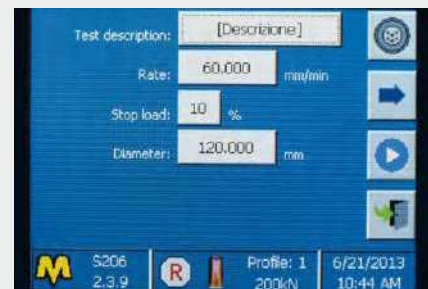 Test description: [Descrizione]
Rate: 60.000 mm/min
Stop load: 10 %
Diameter: 120.000 mm
S206 R Profile: 1 6/21/2013
2.3.9 200kN 10:44 AM